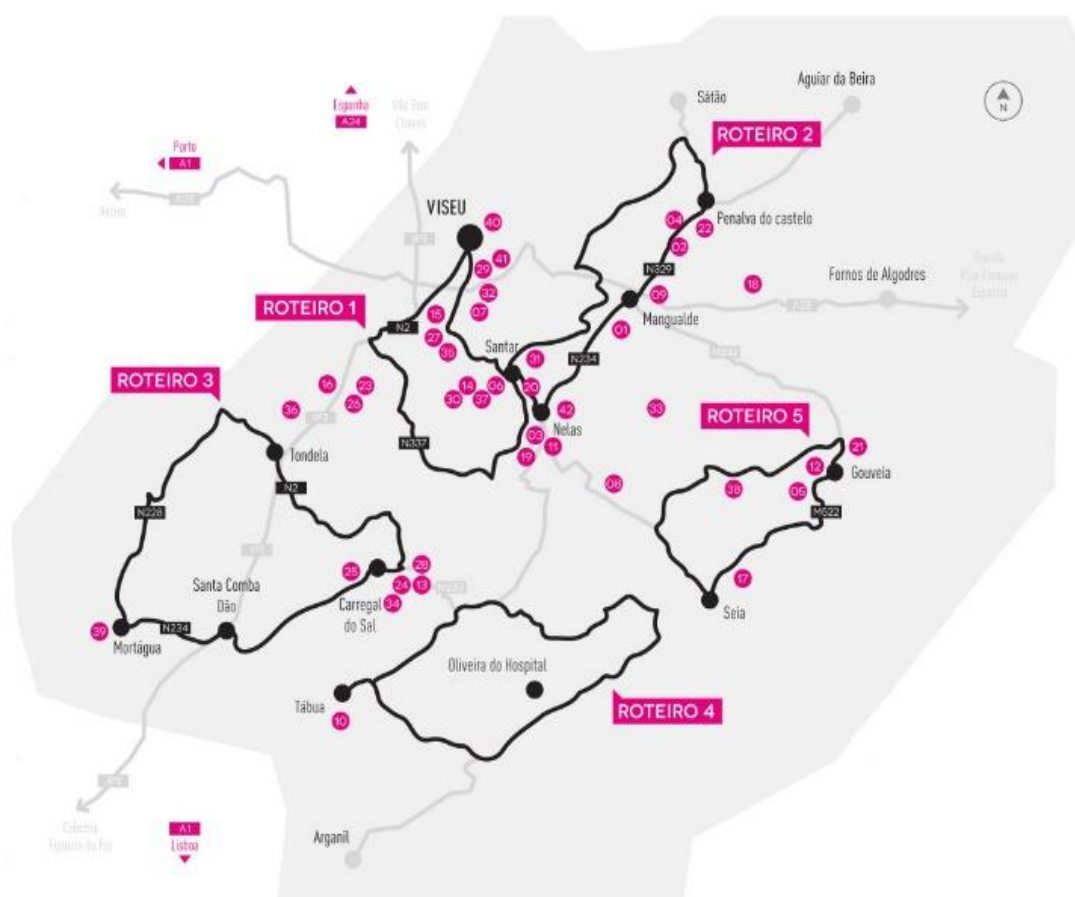 Aguiar da Beira
Sátão
N
Espanha
A24
ROTEIRO 2
Porto
A1
VISEU
40
04
Penalva do castelo
22
02
41
29
N329
18
Fornos de Algodres
32
09
ROTEIRO 1
07
15
Mangualde
01
N2
27
35
Santar
31
N234
ROTEIRO 3
16
23
14
06
20
26
30
37
36
42
33
Nelas
ROTEIRO 5
03
N337
11
21
19
12
Gouveia
Tondela
08
38
05
N2
N228
M522
28
25
17
24
13
Santa Comba
Dão
Carregal
do Sal
34
Seia
39
N234
Mortágua
Oliveira do Hospital
Tábua
ROTEIRO 4
10
A1
Lisboa
Arganil